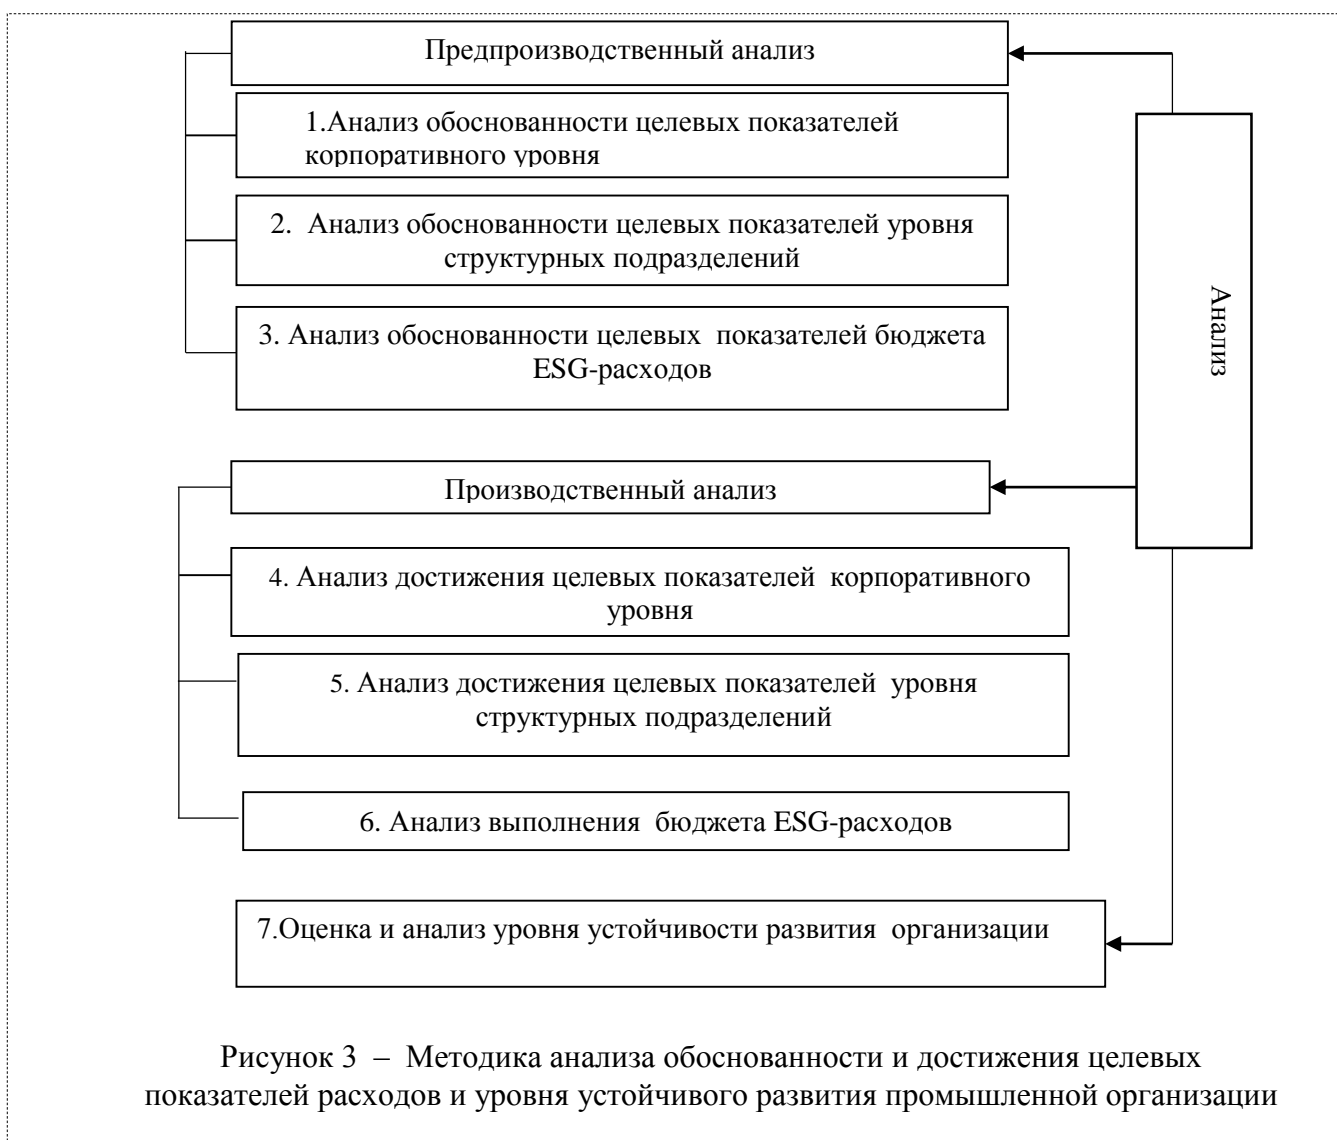 Предпроизводственный анализ
1.Анализ обоснованности целевых показателей
корпоративного уровня
2. Анализ обоснованности целевых показателей уровня
структурных подразделений
3. Анализ обоснованности целевых показателей бюджета
ESG-расходов
Анализ
Производственный анализ
4. Анализ достижения целевых показателей корпоративного
уровня
5. Анализ достижения целевых показателей уровня
структурных подразделений
6. Анализ выполнения бюджета ESG-расходов
7.Оценка и анализ уровня устойчивости развития организации
Рисунок 3 – Методика анализа обоснованности и достижения целевых
показателей расходов и уровня устойчивого развития промышленной организации